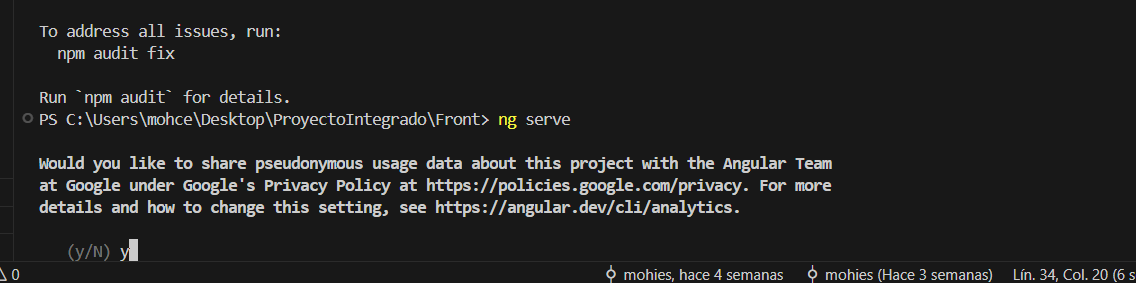 To address all issues, run:
npm audit fix
Run `npm audit` for details.
PS C:\Users\mohce\Desktop\ProyectoIntegrado\Front> ng serve
Would you like to share pseudonymous usage data about this project with the Angular Team
at Google under Google's Privacy Policy at https://policies.google.com/privacy. For more
details and how to change this setting, see https://angular.dev/cli/analytics.
(y/N) y
0 mohies, hace 4 semanas mohies (Hace 3 semanas) Lín. 34, Col. 20 (6 s